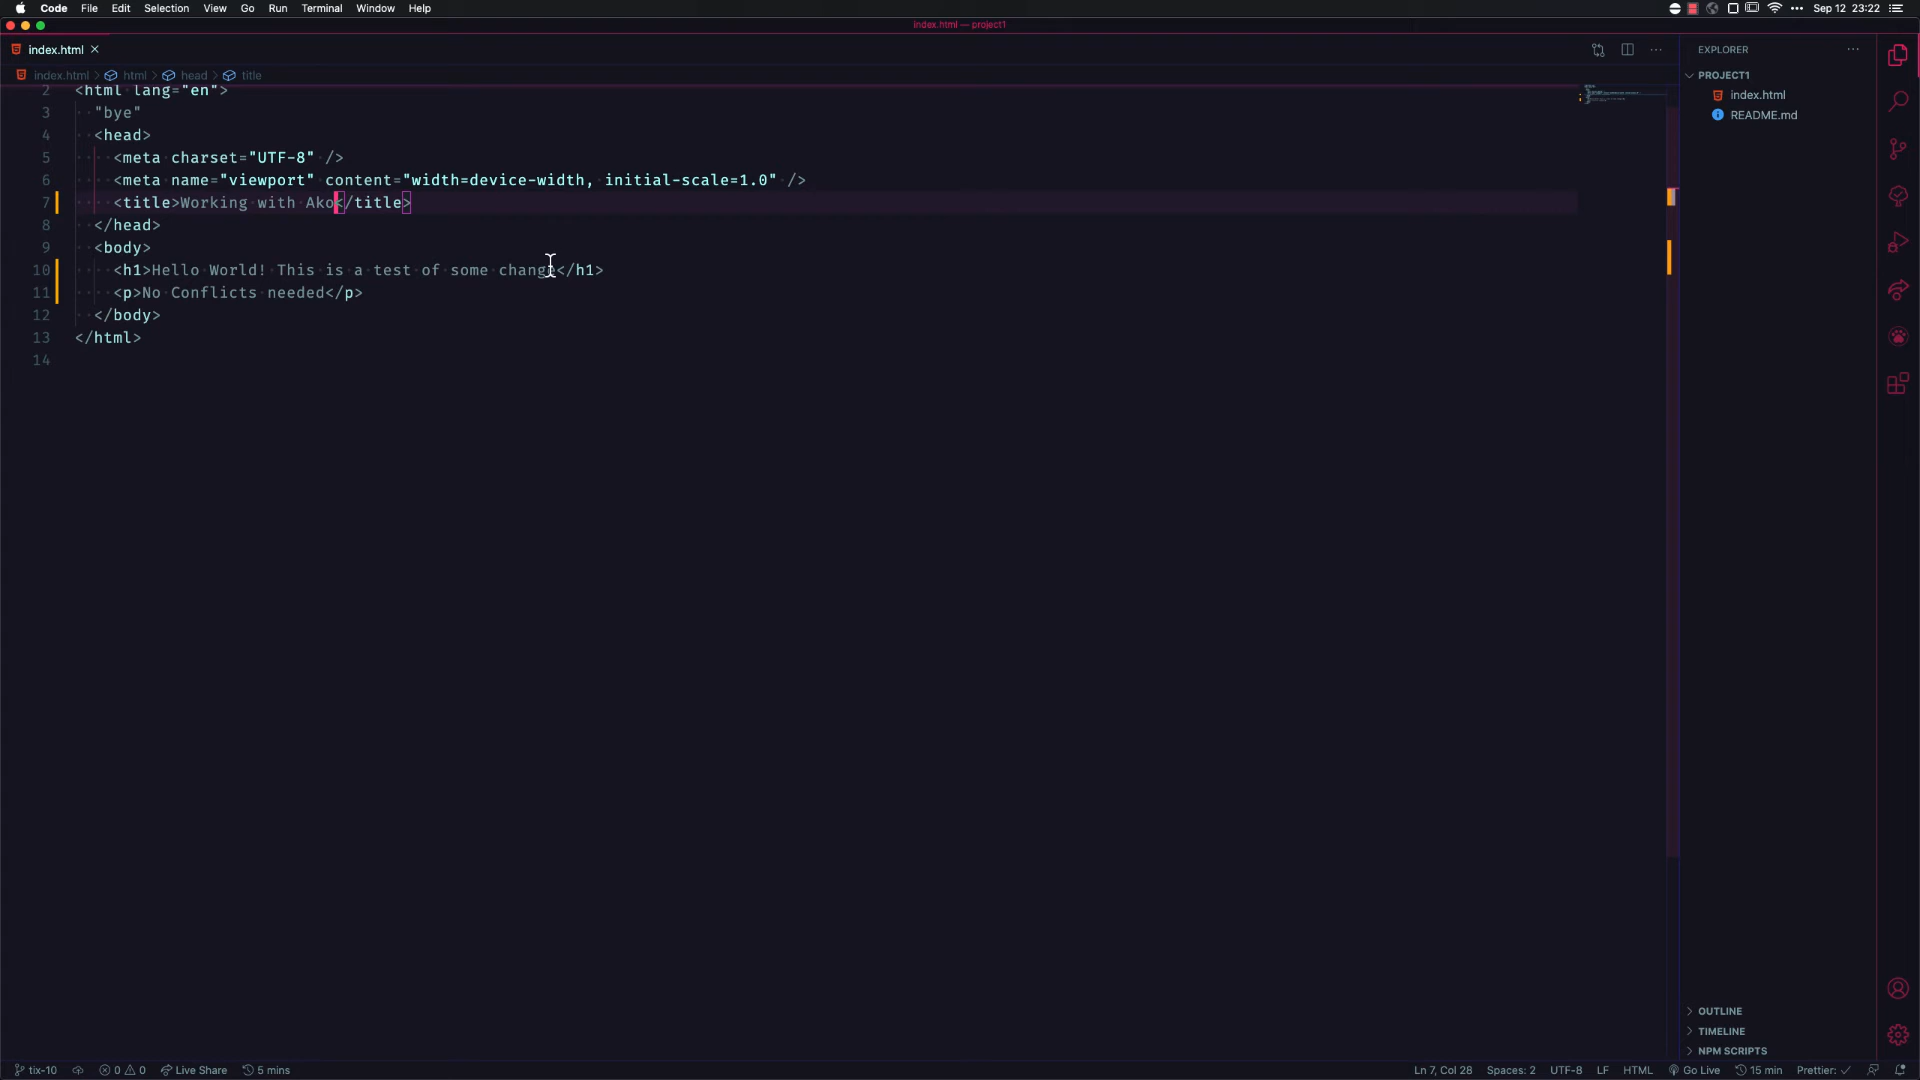 Code File Edit Selection View Go Run Terminal Window Help Sep 12 23:22
index.html — project1
index.html
EXPLORER
index.html > html > head > title
PROJECT1
index.html
README.md
2 <html lang="en">
3 "bye"
4 <head>
5 <meta charset="UTF-8" />
6 <meta name="viewport" content="width=device-width, initial-scale=1.0" />
7 <title>Working with Ako</title>
8 </head>
9 <body>
10 <h1>Hello World! This is a test of some change</h1>
11 <p>No Conflicts needed</p>
12 </body>
13 </html>
14
OUTLINE
TIMELINE
NPM SCRIPTS
tix-10 0 0 Live Share 5 mins Ln 7, Col 28 Spaces: 2 UTF-8 LF HTML Go Live 15 min Prettier: ✓